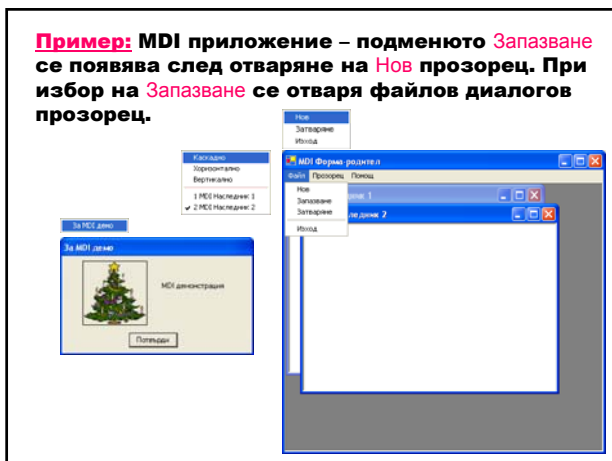 Пример: MDI приложение – подменюто Запазване
се появява след отваряне на Нов прозорец. При
избор на Запазване се отваря файлов диалогов
прозорец.
Нов
Затваряне
Изход
Каскадно
Хоризонтално
Вертикално
1 MDI Наследник 1
2 MDI Наследник 2
За MDI демо
За MDI демо
MDI демонстрация
Потвърди
MDI Форма-родител
Файл Прозорец Помощ
Нов
Запазване
Затваряне
Изход
1
2